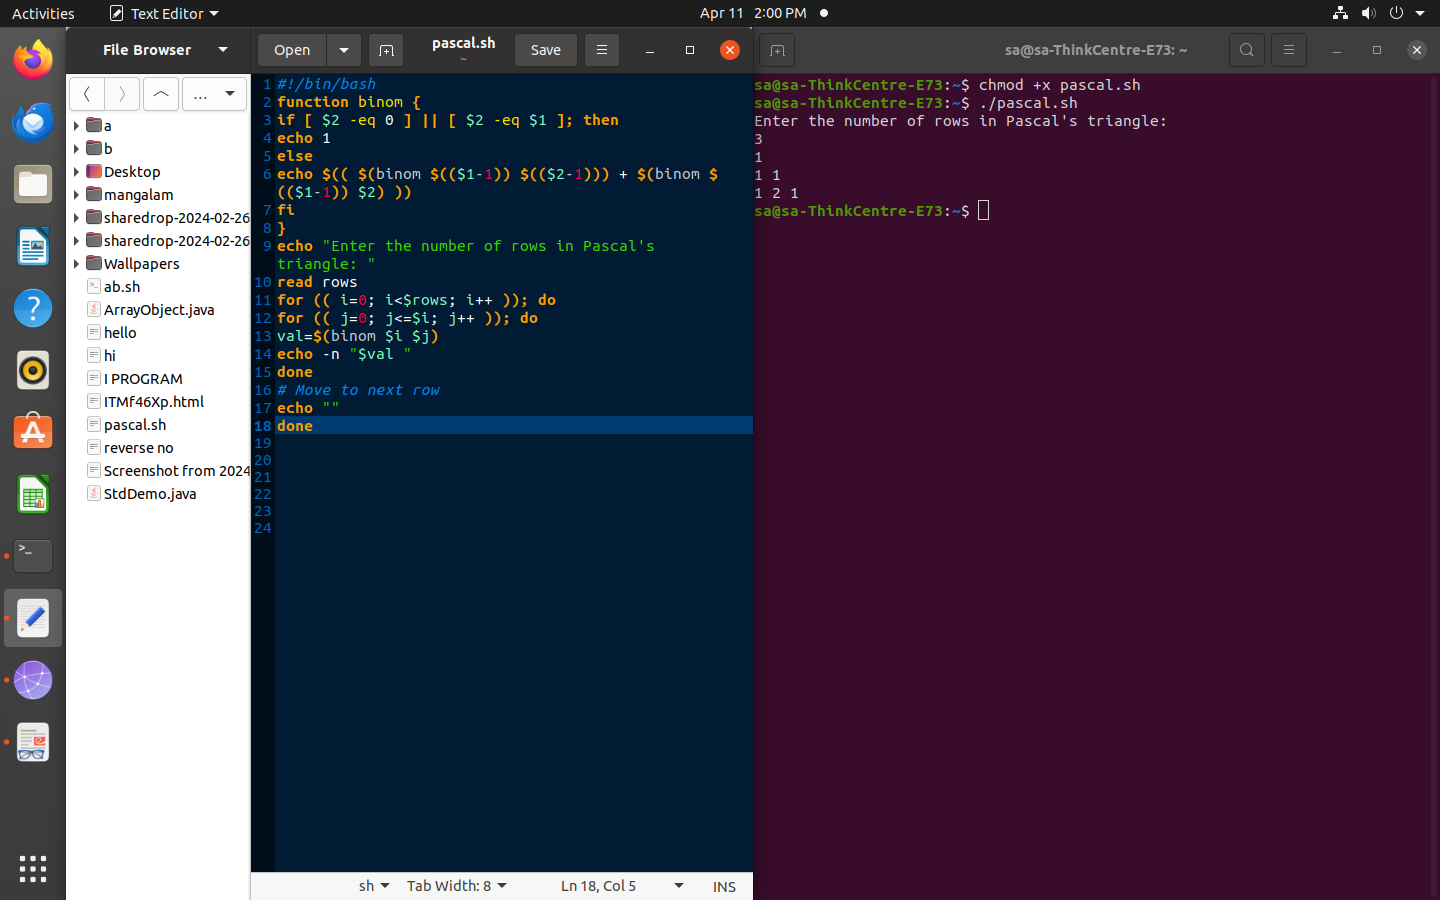 Activities
Text Editor
Apr 11 2:00 PM
File Browser
Open
pascal.sh
~
Save
sa@sa-ThinkCentre-E73: ~
...
a
b
Desktop
mangalam
sharedrop-2024-02-26
sharedrop-2024-02-26
Wallpapers
ab.sh
ArrayObject.java
hello
hi
I PROGRAM
ITMf46Xp.html
pascal.sh
reverse no
Screenshot from 2024
StdDemo.java
1 #!/bin/bash
2 function binom {
3 if [ $2 -eq 0 ] || [ $2 -eq $1 ]; then
4 echo 1
5 else
6 echo $(( $(binom $(($1-1)) $(($2-1))) + $(binom $
(($1-1)) $2) ))
7 fi
8 }
9 echo "Enter the number of rows in Pascal's
triangle: "
10 read rows
11 for (( i=0; i<$rows; i++ )); do
12 for (( j=0; j<=$i; j++ )); do
13 val=$(binom $i $j)
14 echo -n "$val "
15 done
16 # Move to next row
17 echo ""
18 done
19
20
21
22
23
24
sh
Tab Width: 8
Ln 18, Col 5
INS
sa@sa-ThinkCentre-E73:~$ chmod +x pascal.sh
sa@sa-ThinkCentre-E73:~$ ./pascal.sh
Enter the number of rows in Pascal's triangle:
3
1
1 1
1 2 1
sa@sa-ThinkCentre-E73:~$